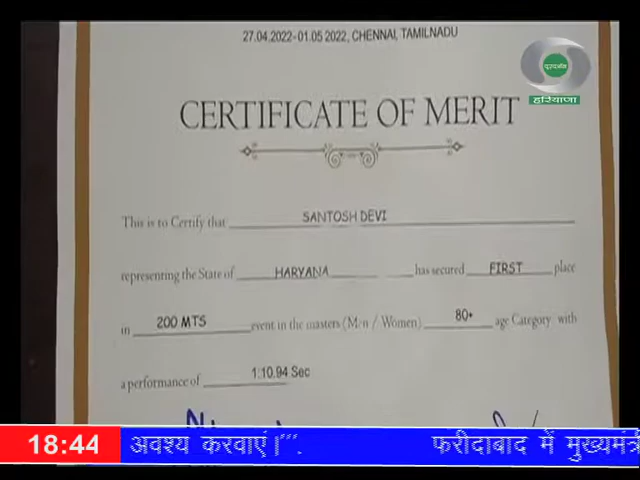 27.04.2022-01.05 2022, CHENNAI, TAMILNADU
दूरदर्शन
हरियाणा
CERTIFICATE OF MERIT
This is to Certify that SANTOSH DEVI
representing the State of HARYANA has secured FIRST place
in 200 MTS event in the masters (Men / Women) 80+ age Category with
a performance of 1:10.94 Sec
18:44 अवश्य करवाएं।"'. फरीदाबाद में मुख्यमंत्र